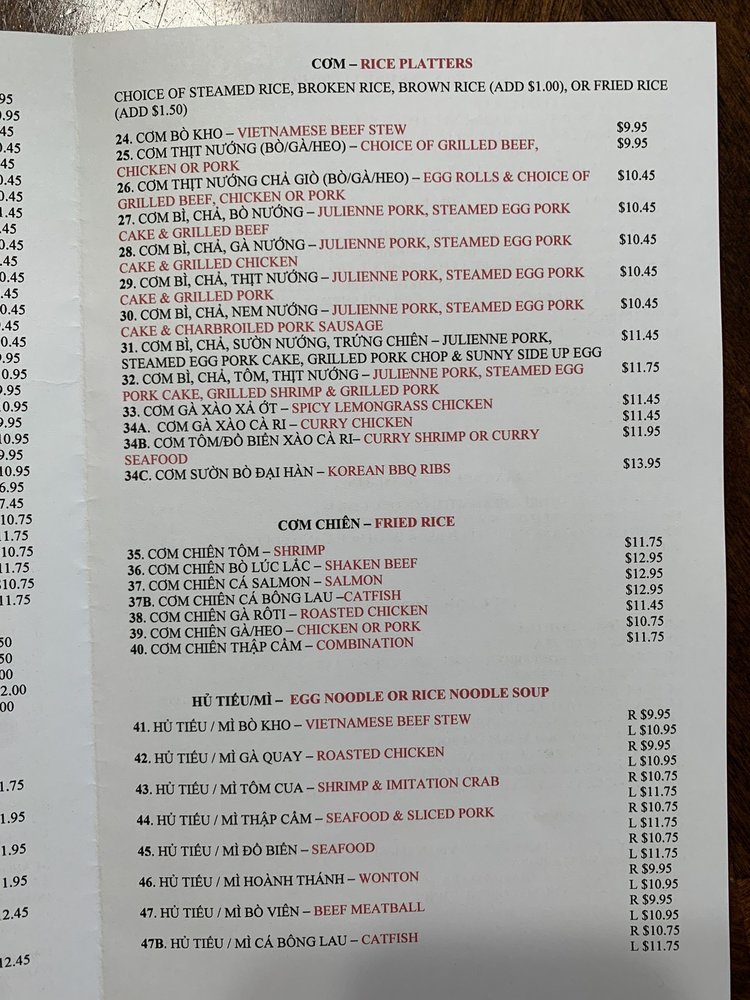 CƠM – RICE PLATTERS
CHOICE OF STEAMED RICE, BROKEN RICE, BROWN RICE (ADD $1.00), OR FRIED RICE
(ADD $1.50)
24. CƠM BÒ KHO – VIETNAMESE BEEF STEW $9.95
25. CƠM THỊT NƯỚNG (BÒ/GÀ/HEO) – CHOICE OF GRILLED BEEF, $9.95
CHICKEN OR PORK
26. CƠM THỊT NƯỚNG CHẢ GIÒ (BÒ/GÀ/HEO) – EGG ROLLS & CHOICE OF $10.45
GRILLED BEEF, CHICKEN OR PORK
27. CƠM BÌ, CHẢ, BÒ NƯỚNG – JULIENNE PORK, STEAMED EGG PORK $10.45
CAKE & GRILLED BEEF
28. CƠM BÌ, CHẢ, GÀ NƯỚNG – JULIENNE PORK, STEAMED EGG PORK $10.45
CAKE & GRILLED CHICKEN
29. CƠM BÌ, CHẢ, THỊT NƯỚNG – JULIENNE PORK, STEAMED EGG PORK $10.45
CAKE & GRILLED PORK
30. CƠM BÌ, CHẢ, NEM NƯỚNG – JULIENNE PORK, STEAMED EGG PORK $10.45
CAKE & CHARBROILED PORK SAUSAGE
31. CƠM BÌ, CHẢ, SƯỜN NƯỚNG, TRỨNG CHIÊN – JULIENNE PORK, $11.45
STEAMED EGG PORK CAKE, GRILLED PORK CHOP & SUNNY SIDE UP EGG
32. CƠM BÌ, CHẢ, TÔM, THỊT NƯỚNG – JULIENNE PORK, STEAMED EGG $11.75
PORK CAKE, GRILLED SHRIMP & GRILLED PORK
33. CƠM GÀ XÀO XẢ ỚT – SPICY LEMONGRASS CHICKEN $11.45
34A. CƠM GÀ XÀO CÀ RI – CURRY CHICKEN $11.45
34B. CƠM TÔM/ĐỒ BIỂN XÀO CÀ RI– CURRY SHRIMP OR CURRY $11.95
SEAFOOD
34C. CƠM SƯỜN BÒ ĐẠI HÀN – KOREAN BBQ RIBS $13.95
CƠM CHIÊN – FRIED RICE
35. CƠM CHIÊN TÔM – SHRIMP $11.75
36. CƠM CHIÊN BÒ LÚC LẮC – SHAKEN BEEF $12.95
37. CƠM CHIÊN CÁ SALMON – SALMON $12.95
37B. CƠM CHIÊN CÁ BÔNG LAU –CATFISH $12.95
38. CƠM CHIÊN GÀ RÔTI – ROASTED CHICKEN $11.45
39. CƠM CHIÊN GÀ/HEO – CHICKEN OR PORK $10.75
40. CƠM CHIÊN THẬP CẨM – COMBINATION $11.75
HỦ TIẾU/MÌ – EGG NOODLE OR RICE NOODLE SOUP
41. HỦ TIẾU / MÌ BÒ KHO – VIETNAMESE BEEF STEW R $9.95
L $10.95
42. HỦ TIẾU / MÌ GÀ QUAY – ROASTED CHICKEN R $9.95
L $10.95
43. HỦ TIẾU / MÌ TÔM CUA – SHRIMP & IMITATION CRAB R $10.75
L $11.75
44. HỦ TIẾU / MÌ THẬP CẨM – SEAFOOD & SLICED PORK R $10.75
L $11.75
45. HỦ TIẾU / MÌ ĐỒ BIỂN – SEAFOOD R $10.75
L $11.75
46. HỦ TIẾU / MÌ HOÀNH THÁNH – WONTON R $9.95
L $10.95
47. HỦ TIẾU / MÌ BÒ VIÊN – BEEF MEATBALL R $9.95
L $10.95
47B. HỦ TIẾU / MÌ CÁ BÔNG LAU – CATFISH R $10.75
L $11.75